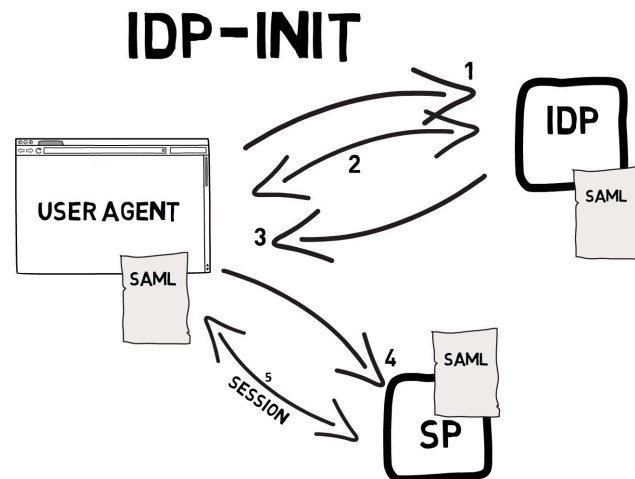 IDP-INIT
1
IDP
2
SAML
USER AGENT
3
SAML
4
SAML
5
SESSION
SP